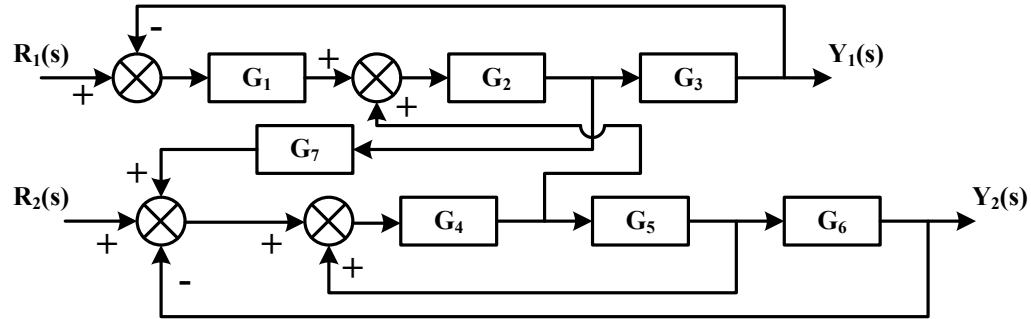 -
R₁(s) + G₁ + G₂ G₃ Y₁(s)
+
G₇
+
R₂(s) + + G₄ G₅ G₆ Y₂(s)
- +